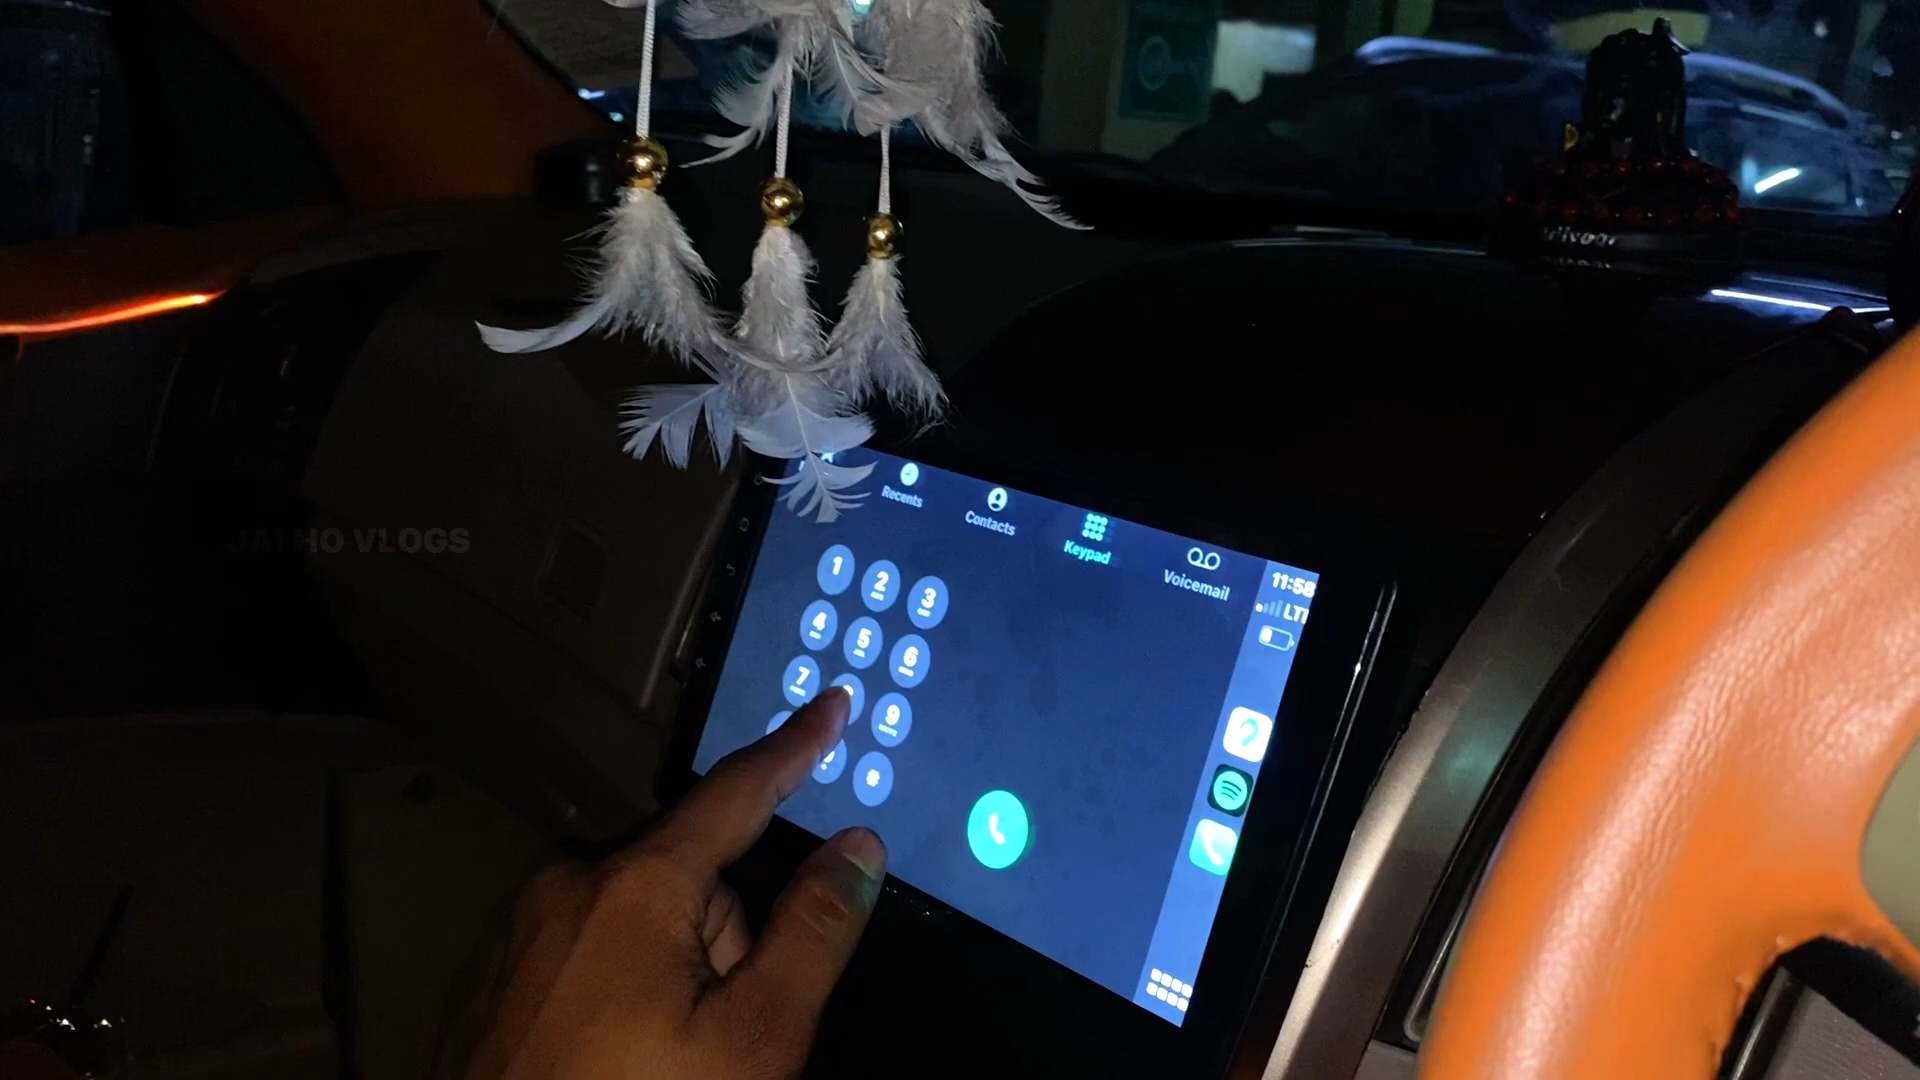 Recents
Contacts
Keypad
Voicemail
11:58
LTE
1
2
3
4
5
6
7
9
*
JAI HO VLOGS